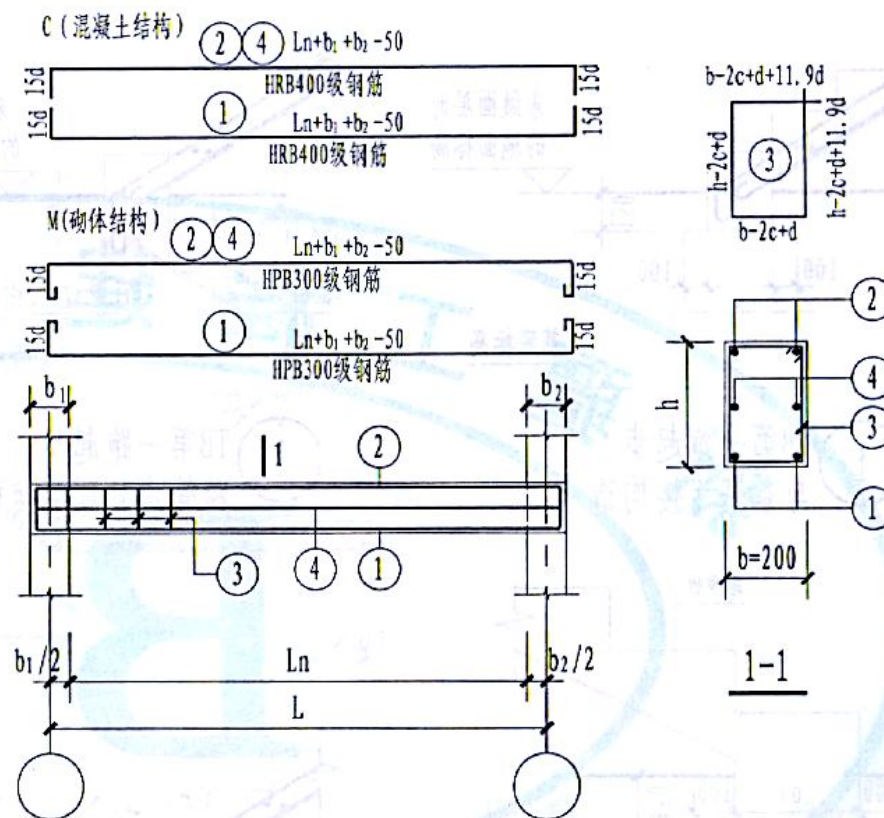 C (混凝土结构)
② ④ Ln+b₁+b₂-50
15d HRB400级钢筋 15d
① Ln+b₁+b₂-50
15d HRB400级钢筋 15d
b-2c+d+11.9d
h-2c+d ③ h-2c+d+11.9d
b-2c+d
M(砌体结构)
② ④ Ln+b₁+b₂-50
15d HPB300级钢筋 15d
① Ln+b₁+b₂-50
15d HPB300级钢筋 15d
b₁ b₂
1 ②
③ ④ ①
b₁/2 Ln b₂/2
L
②
h ④
③
①
b=200
1-1